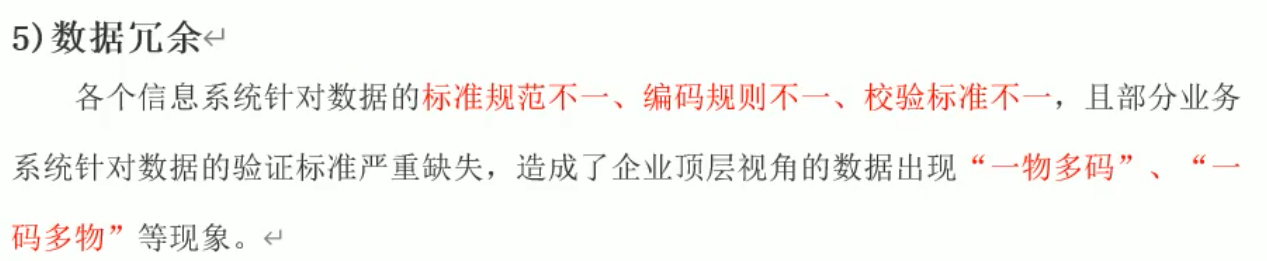 5)数据冗余↵
各个信息系统针对数据的标准规范不一、编码规则不一、校验标准不一，且部分业务
系统针对数据的验证标准严重缺失，造成了企业顶层视角的数据出现“一物多码”、“一
码多物”等现象。↵